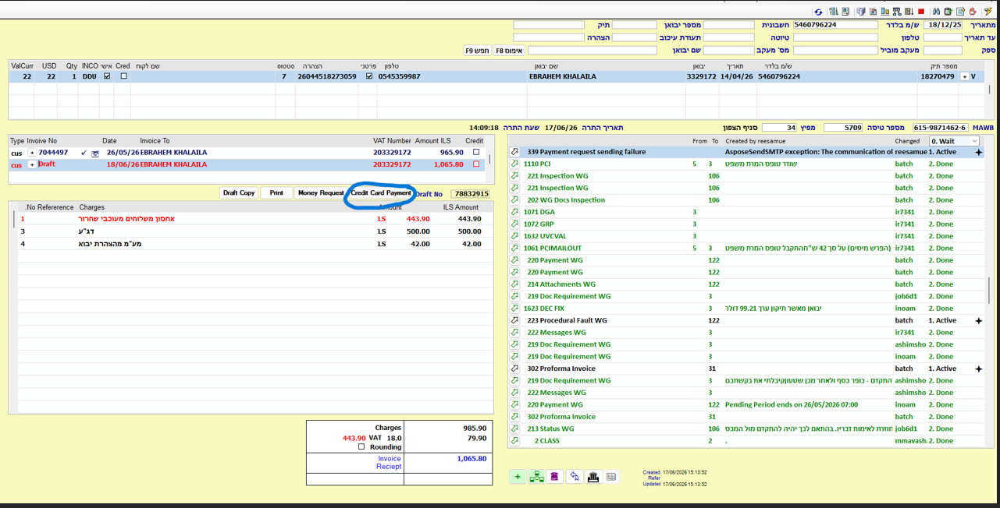 מתאריך 18/12/25 ש/מ בלדר 5460796224 חשבונית מספר יבואן תיק
עד תאריך טלפון טיוטה תעודת עיכוב הצהרה
ספק מעקב מוביל מס' מעקב שם יבואן איפוס F8 חפש F9
ValCurr USD Qty INCO אישי Cred שם לקוח סטטוס הצהרה פרטני טלפון שם יבואן יבואן תאריך ש/מ בלדר מספר תיק
22 22 1 DDU 7 26044518273059 0545359987 EBRAHEM KHALAILA 3329172 14/04/26 5460796224 18270479 + V
MAWB 615-9871462-6 מספר טיסה 5709 מפיץ 34 סניף הצפון תאריך התרה 17/06/26 שעת התרה 14:09:18
Type Invoive No Date Invoice To VAT Number Amount ILS Credit
cus + 7044497 26/05/26 EBRAHEM KHALAILA 203329172 965.90
cus + Draft 18/06/26 EBRAHEM KHALAILA 203329172 1,065.80
Draft Copy Print Money Request Credit Card Payment Draft No 78832915
.No Refererence Charges ILS Amount
1 אחסון משלוחים מעוכבי שחרור 443.90 443.90
3 דג"ע 500.00 500.00
4 מע"מ מהצהרת יבוא 42.00 42.00
Charges 985.90
443.90 VAT 18.0 79.90
Rounding
Invoice 1,065.80
Reciept
From To Created by reesamue Changed 0. Wait
339 Payment request sending failure AsposeSendSMTP exception: The communication ol reesamue 1. Active
1110 PCI 5 3 שודר טופס המרת משפט batch 2. Done
221 Inspection WG 106 batch 2. Done
221 Inspection WG 106 batch 2. Done
202 WG Docs Inspection 106 batch 2. Done
1071 DGA 3 ir7341 2. Done
1072 GRP 3 ir7341 2. Done
1632 UVCVAL 3 ir7341 2. Done
1061 PCIMAILOUT 5 3 התקבל טופס המרת משפט (הפרש מיסים) על סך 42 ש"ח ir7341 2. Done
220 Payment WG 122 batch 2. Done
220 Payment WG 122 batch 2. Done
214 Attachments WG 122 batch 2. Done
219 Doc Requirement WG 3 job6d1 2. Done
1623 DEC FIX 3 יבואן מאשר תיקון ערך 99.21 דולר inoam 2. Done
223 Procedural Fault WG 122 batch 1. Active
222 Messages WG 3 ir7341 2. Done
219 Doc Requirement WG 3 ashimsho 2. Done
219 Doc Requirement WG 3 inoam 2. Done
302 Proforma Invoice 31 batch 1. Active
219 Doc Requirement WG 3 קיבלתי את בקשתכם להתקדם - כופר כסף ולאחר מכן שטעוון ashimsho 2. Done
222 Messages WG 3 ashimsho 2. Done
220 Payment WG 122 Pending Period ends on 26/05/2026 07:00 inoam 2. Done
302 Proforma Invoice 31 batch 2. Done
213 Status WG 106 חוזרת לאימות דבריו. בהתאם לכך יהיה להתקדם מול המכס job6d1 2. Done
2 CLASS 2 . mmavash 2. Done
Created 17/06/2026 15:13:52
Refer
Updated 17/06/2026 15:13:52